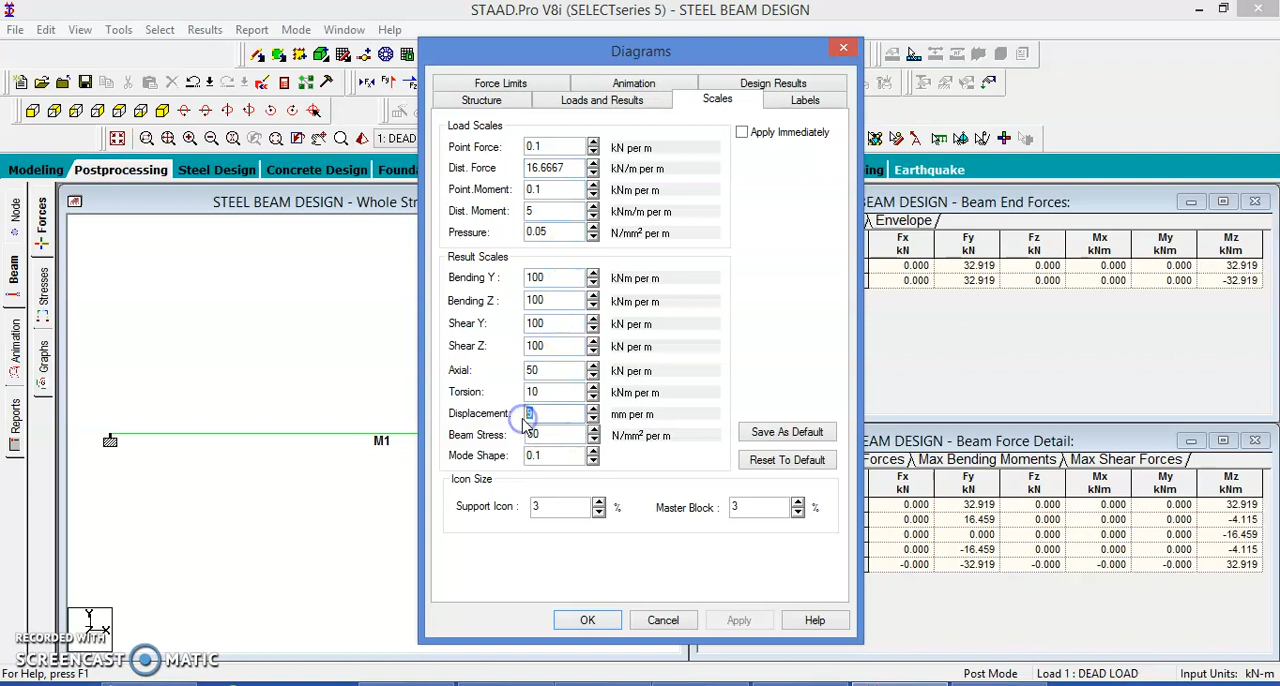 STAAD.Pro V8i (SELECTseries 5) - STEEL BEAM DESIGN
File Edit View Tools Select Results Report Mode Window Help
1: DEAD
Modeling Postprocessing Steel Design Concrete Design Founda
ing Earthquake
STEEL BEAM DESIGN - Whole Str
Node
Beam
Animation
Reports
Forces
Stresses
Graphs
M1
Y
Z X
Diagrams
Force Limits Animation Design Results
Structure Loads and Results Scales Labels
Load Scales
Apply Immediately
Point Force: 0.1 kN per m
Dist. Force 16.6667 kN/m per m
Point.Moment: 0.1 kNm per m
Dist. Moment: 5 kNm/m per m
Pressure: 0.05 N/mm² per m
Result Scales
Bending Y : 100 kNm per m
Bending Z : 100 kNm per m
Shear Y: 100 kN per m
Shear Z: 100 kN per m
Axial: 50 kN per m
Torsion: 10 kNm per m
Displacement: mm per m
Beam Stress: N/mm² per m
Mode Shape: 0.1
Save As Default
Reset To Default
Icon Size
Support Icon : 3 % Master Block : 3 %
OK Cancel Apply Help
BEAM DESIGN - Beam End Forces:
Envelope
Fx kN Fy kN Fz kN Mx kNm My kNm Mz kNm
0.000 32.919 0.000 0.000 0.000 32.919
0.000 32.919 0.000 0.000 0.000 -32.919
BEAM DESIGN - Beam Force Detail:
Forces Max Bending Moments Max Shear Forces
Fx kN Fy kN Fz kN Mx kNm My kNm Mz kNm
0.000 32.919 0.000 0.000 0.000 32.919
0.000 16.459 0.000 0.000 0.000 -4.115
0.000 0.000 0.000 0.000 -0.000 -16.459
0.000 -16.459 0.000 0.000 -0.000 -4.115
-0.000 -32.919 -0.000 -0.000 -0.000 32.919
RECORDED WITH
SCREENCAST MATIC
For Help, press F1 Post Mode Load 1 : DEAD LOAD Input Units: kN-m